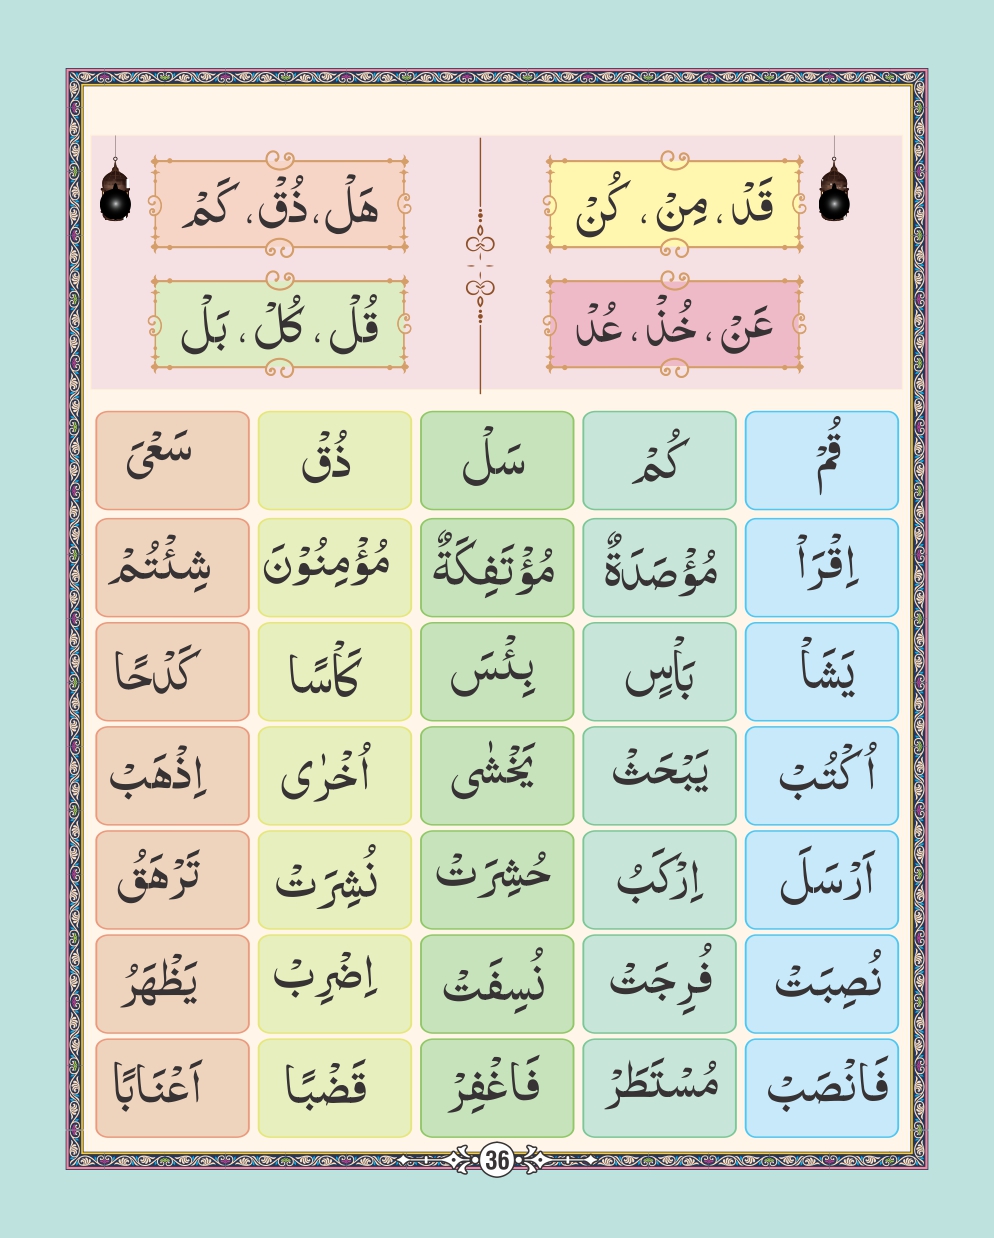 قَدْ ، مِنْ ، كُنْ
هَلْ ، ذُقْ ، كَمْ
عَنْ ، خُذْ ، عُدْ
قُلْ ، كُلْ ، بَلْ
قُمْ كُمْ سَلْ ذُقْ سَعْىَ
اِقْرَاْ مُؤْصَدَةٌ مُؤْتَفِكَةٌ مُؤْمِنُوْنَ شِئْتُمْ
يَشَاْ بَاْسٍ بِئْسَ كَاْسًا كَدْحًا
اُكْتُبْ يَبْحَثْ يَخْشٰى اُخْرٰى اِذْهَبْ
اَرْسَلَ اِرْكَبُ حُشِرَتْ نُشِرَتْ تَرْهَقُ
نُصِبَتْ فُرِجَتْ نُسِفَتْ اِضْرِبْ يَظْهَرُ
فَانْصَبْ مُسْتَطَرْ فَاغْفِرْ قَضْبًا اَعْنَابًا
36